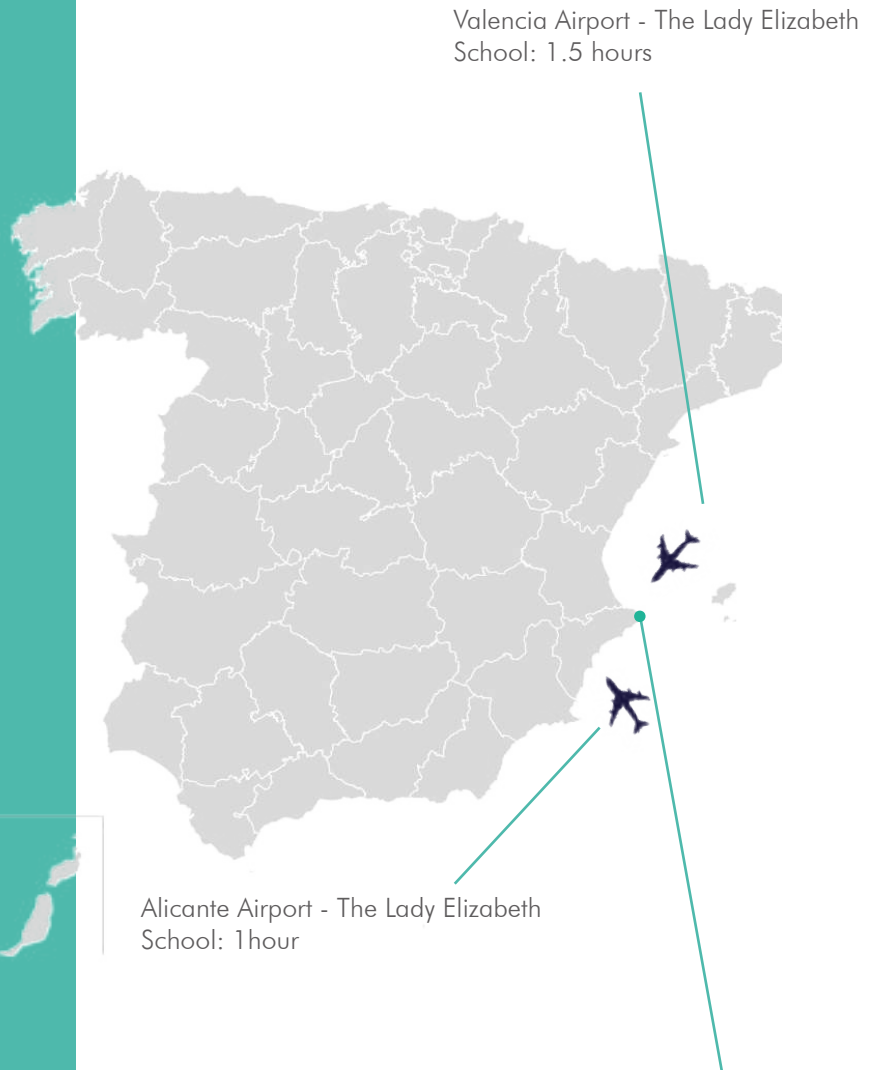 Valencia Airport - The Lady Elizabeth
School: 1.5 hours
Alicante Airport - The Lady Elizabeth
School: 1hour